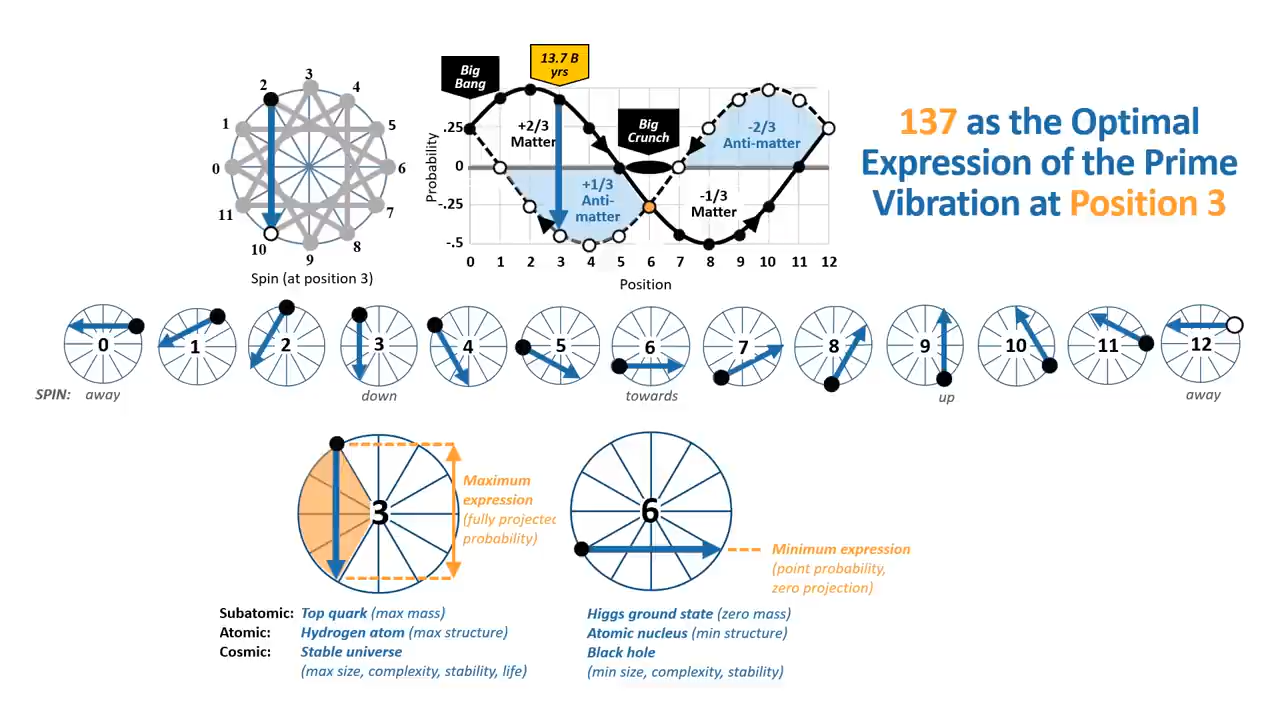 137 as the Optimal
Expression of the Prime
Vibration at Position 3
2
3
4
1
5
0
6
11
7
10
9
8
Spin (at position 3)
Big
Bang
13.7 B
yrs
Big
Crunch
Probability
.25
0
-.25
-.5
+2/3
Matter
-2/3
Anti-matter
+1/3
Anti-
matter
-1/3
Matter
0 1 2 3 4 5 6 7 8 9 10 11 12
Position
0 1 2 3 4 5 6 7 8 9 10 11 12
SPIN: away down towards up away
3
Maximum
expression
(fully projected
probability)
6
Minimum expression
(point probability,
zero projection)
Subatomic: Top quark (max mass)
Atomic: Hydrogen atom (max structure)
Cosmic: Stable universe
(max size, complexity, stability, life)
Higgs ground state (zero mass)
Atomic nucleus (min structure)
Black hole
(min size, complexity, stability)